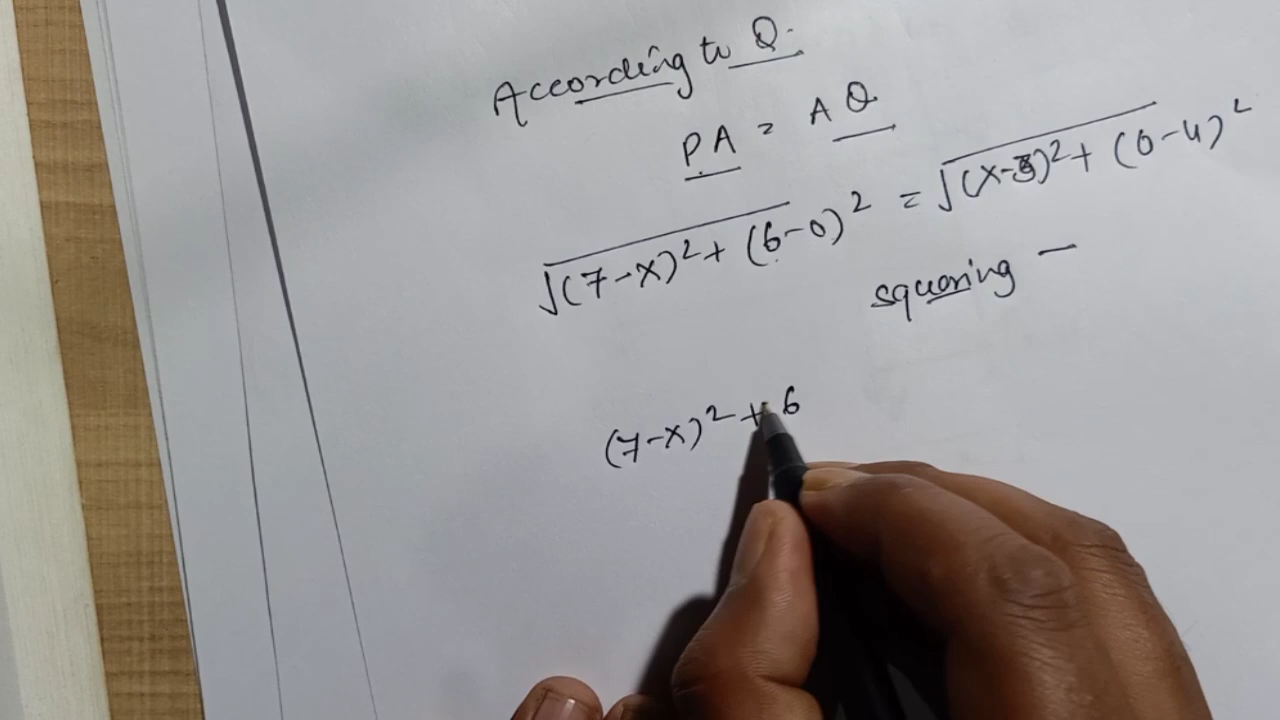 According to Q.
PA = AQ
√(7-x)² + (6-0)² = √(x-3)² + (0-4)²
squaring —
(7-x)² + 6